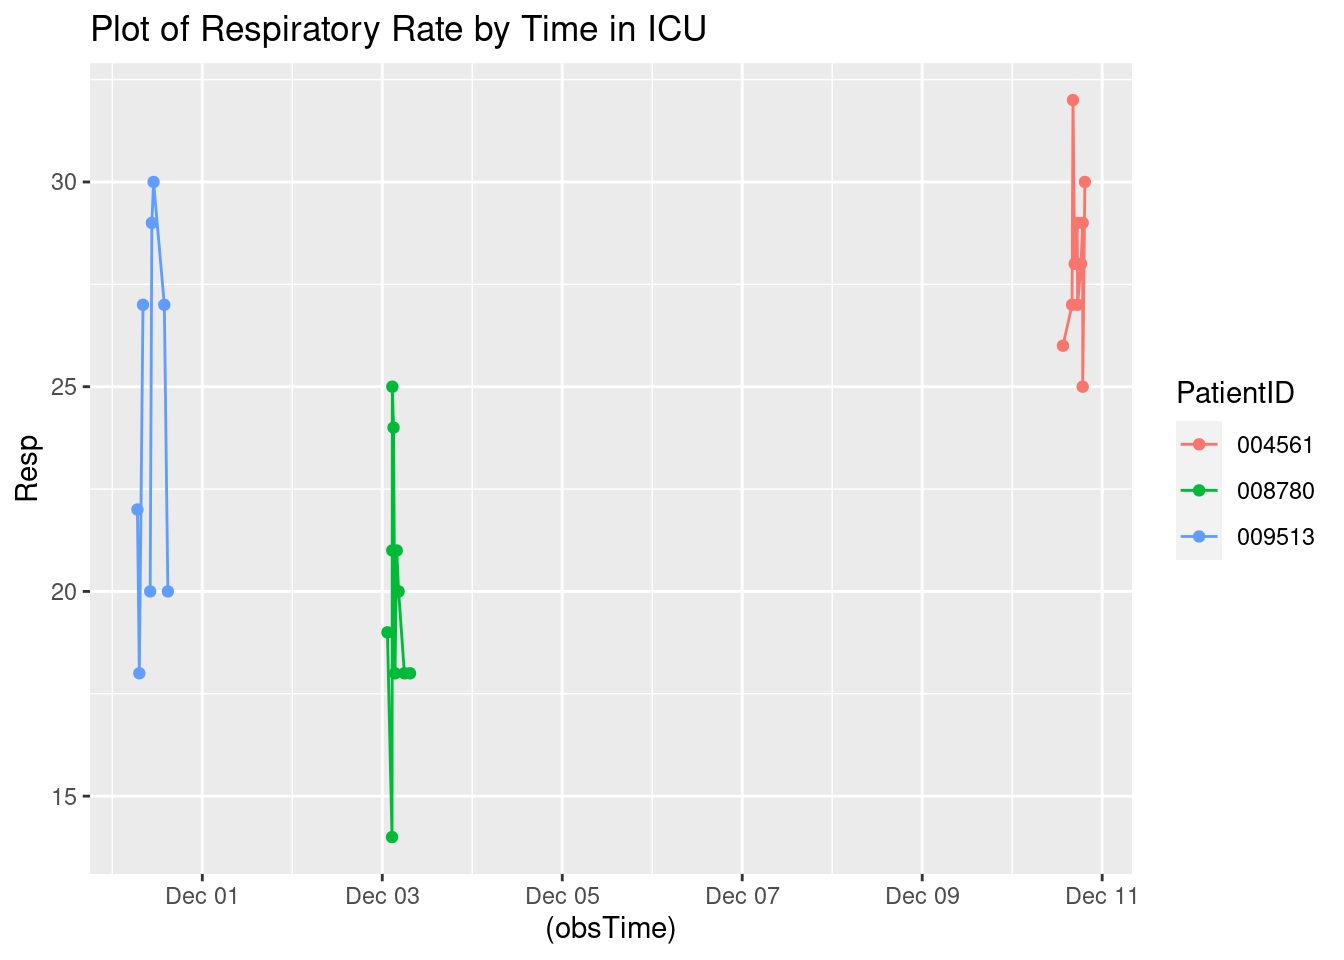 Plot of Respiratory Rate by Time in ICU
30
25
20
15
Resp
Dec 01
Dec 03
Dec 05
Dec 07
Dec 09
Dec 11
(obsTime)
PatientID
004561
008780
009513